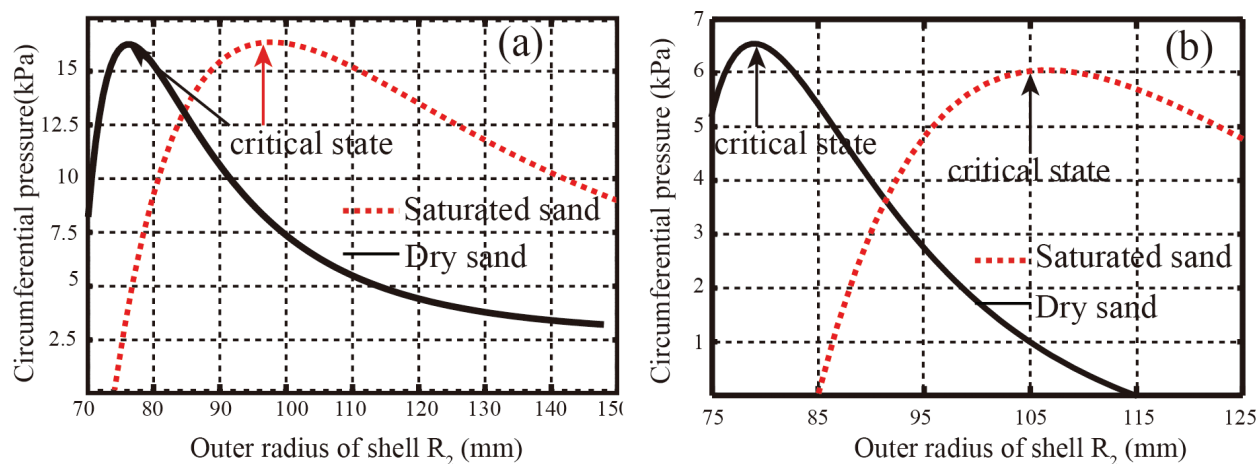 (a)
Circumferential pressure(kPa)
15
12.5
10
7.5
5
2.5
critical state
Saturated sand
Dry sand
70 80 90 100 110 120 130 140 150
Outer radius of shell R2 (mm)
(b)
Circumferential pressure (kPa)
7
6
5
4
3
2
1
critical state
critical state
Saturated sand
Dry sand
75 85 95 105 115 125
Outer radius of shell R2 (mm)